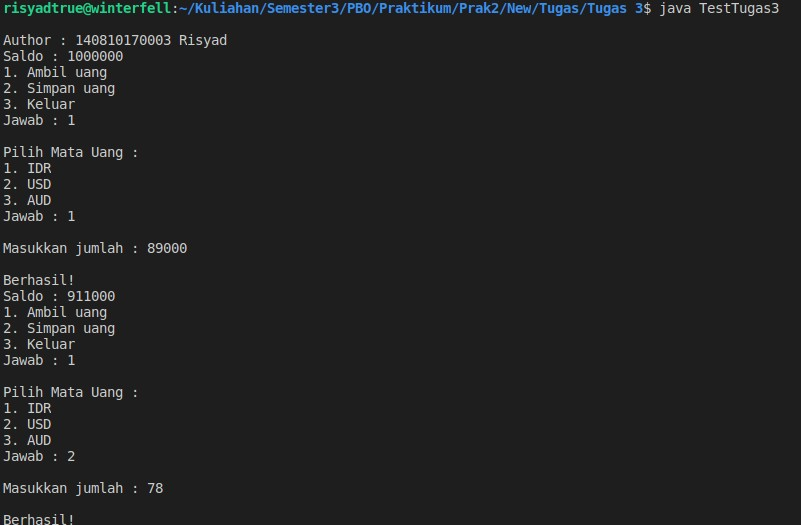 risyadtrue@winterfell:~/Kuliahan/Semester3/PBO/Praktikum/Prak2/New/Tugas/Tugas 3$ java TestTugas3
Author : 140810170003 Risyad
Saldo : 1000000
1. Ambil uang
2. Simpan uang
3. Keluar
Jawab : 1
Pilih Mata Uang :
1. IDR
2. USD
3. AUD
Jawab : 1
Masukkan jumlah : 89000
Berhasil!
Saldo : 911000
1. Ambil uang
2. Simpan uang
3. Keluar
Jawab : 1
Pilih Mata Uang :
1. IDR
2. USD
3. AUD
Jawab : 2
Masukkan jumlah : 78
Berhasil!